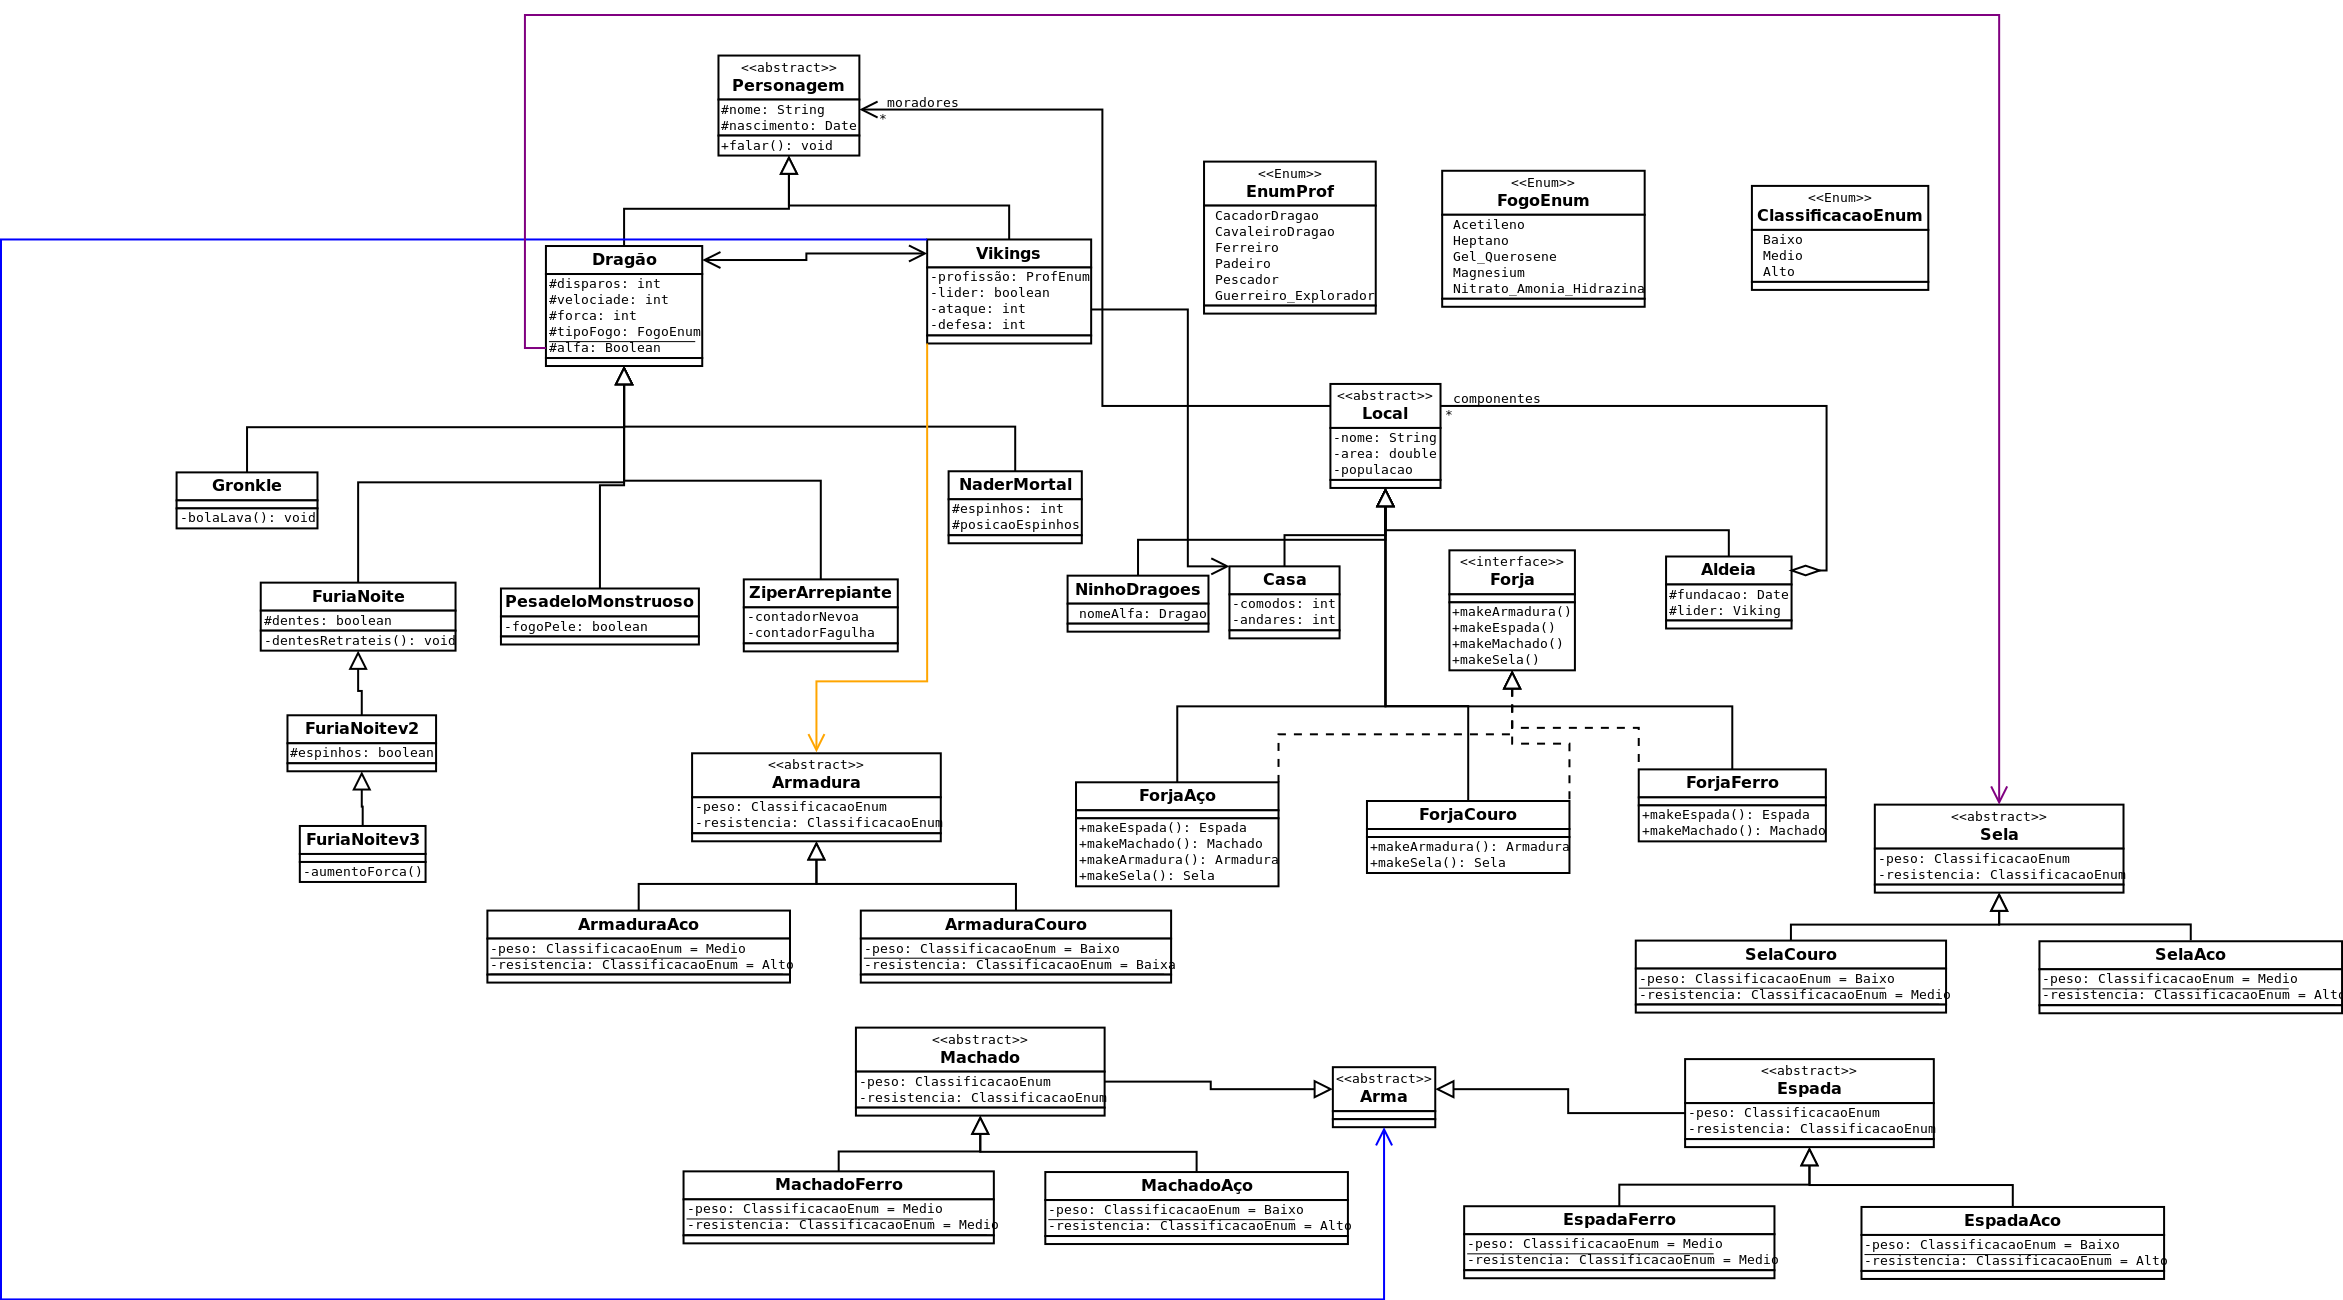 <<abstract>>
Personagem
#nome: String
#nascimento: Date
+falar(): void
moradores
*
<<Enum>>
EnumProf
CacadorDragao
CavaleiroDragao
Ferreiro
Padeiro
Pescador
Guerreiro_Explorador
<<Enum>>
FogoEnum
Acetileno
Heptano
Gel_Querosene
Magnesium
Nitrato_Amonia_Hidrazina
<<Enum>>
ClassificacaoEnum
Baixo
Medio
Alto
Dragão
#disparos: int
#velociade: int
#forca: int
#tipoFogo: FogoEnum
#alfa: Boolean
Vikings
-profissão: ProfEnum
-lider: boolean
-ataque: int
-defesa: int
<<abstract>>
Local
-nome: String
-area: double
-populacao
componentes
*
Gronkle
-bolaLava(): void
NaderMortal
#espinhos: int
#posicaoEspinhos
FuriaNoite
#dentes: boolean
-dentesRetrateis(): void
PesadeloMonstruoso
-fogoPele: boolean
ZiperArrepiante
-contadorNevoa
-contadorFagulha
NinhoDragoes
nomeAlfa: Dragao
Casa
-comodos: int
-andares: int
<<interface>>
Forja
+makeArmadura()
+makeEspada()
+makeMachado()
+makeSela()
Aldeia
#fundacao: Date
#lider: Viking
FuriaNoitev2
#espinhos: boolean
FuriaNoitev3
-aumentoForca()
<<abstract>>
Armadura
-peso: ClassificacaoEnum
-resistencia: ClassificacaoEnum
ForjaAço
+makeEspada(): Espada
+makeMachado(): Machado
+makeArmadura(): Armadura
+makeSela(): Sela
ForjaCouro
+makeArmadura(): Armadura
+makeSela(): Sela
ForjaFerro
+makeEspada(): Espada
+makeMachado(): Machado
<<abstract>>
Sela
-peso: ClassificacaoEnum
-resistencia: ClassificacaoEnum
ArmaduraAco
-peso: ClassificacaoEnum = Medio
-resistencia: ClassificacaoEnum = Alto
ArmaduraCouro
-peso: ClassificacaoEnum = Baixo
-resistencia: ClassificacaoEnum = Baixa
SelaCouro
-peso: ClassificacaoEnum = Baixo
-resistencia: ClassificacaoEnum = Medio
SelaAco
-peso: ClassificacaoEnum = Medio
-resistencia: ClassificacaoEnum = Alto
<<abstract>>
Machado
-peso: ClassificacaoEnum
-resistencia: ClassificacaoEnum
<<abstract>>
Arma
<<abstract>>
Espada
-peso: ClassificacaoEnum
-resistencia: ClassificacaoEnum
MachadoFerro
-peso: ClassificacaoEnum = Medio
-resistencia: ClassificacaoEnum = Medio
MachadoAço
-peso: ClassificacaoEnum = Baixo
-resistencia: ClassificacaoEnum = Alto
EspadaFerro
-peso: ClassificacaoEnum = Medio
-resistencia: ClassificacaoEnum = Medio
EspadaAco
-peso: ClassificacaoEnum = Baixo
-resistencia: ClassificacaoEnum = Alto